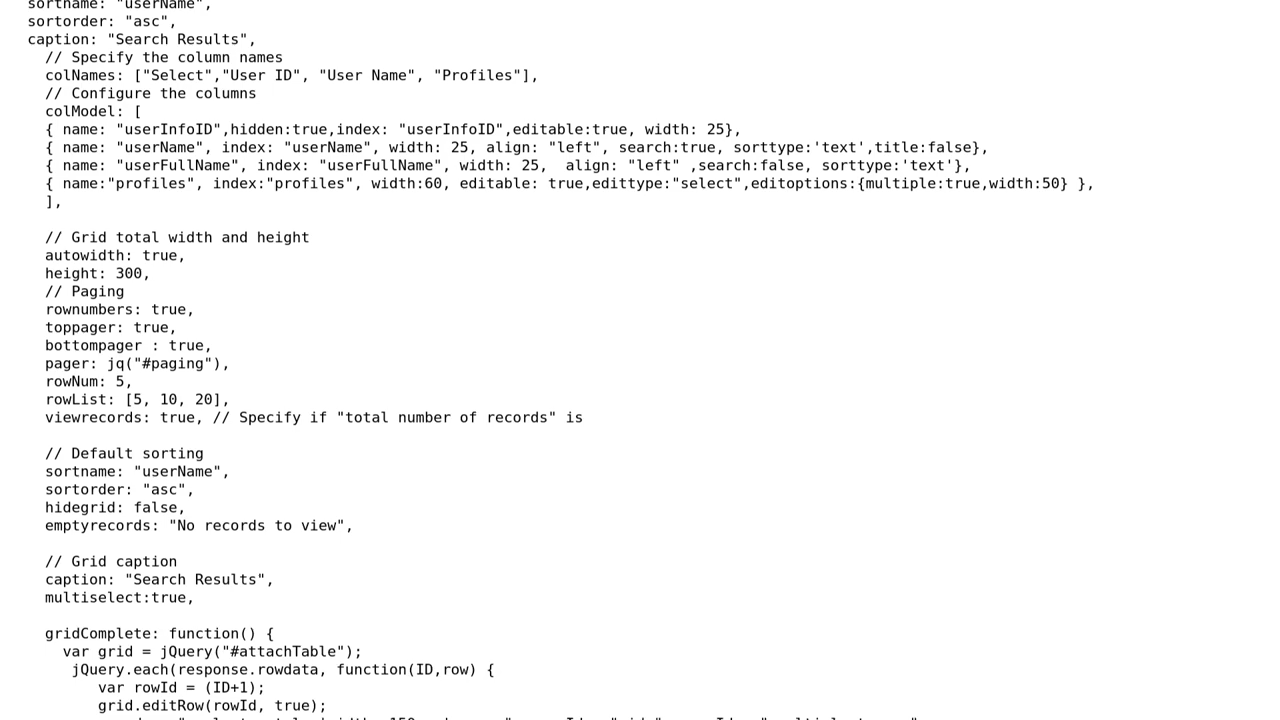 sortname: "userName",
sortorder: "asc",
caption: "Search Results",
// Specify the column names
colNames: ["Select","User ID", "User Name", "Profiles"],
// Configure the columns
colModel: [
{ name: "userInfoID",hidden:true,index: "userInfoID",editable:true, width: 25},
{ name: "userName", index: "userName", width: 25, align: "left", search:true, sorttype:'text',title:false},
{ name: "userFullName", index: "userFullName", width: 25,  align: "left" ,search:false, sorttype:'text'},
{ name:"profiles", index:"profiles", width:60, editable: true,edittype:"select",editoptions:{multiple:true,width:50} },
],
// Grid total width and height
autowidth: true,
height: 300,
// Paging
rownumbers: true,
toppager: true,
bottompager : true,
pager: jq("#paging"),
rowNum: 5,
rowList: [5, 10, 20],
viewrecords: true, // Specify if "total number of records" is
// Default sorting
sortname: "userName",
sortorder: "asc",
hidegrid: false,
emptyrecords: "No records to view",
// Grid caption
caption: "Search Results",
multiselect:true,
gridComplete: function() {
var grid = jQuery("#attachTable");
jQuery.each(response.rowdata, function(ID,row) {
var rowId = (ID+1);
grid.editRow(rowId, true);